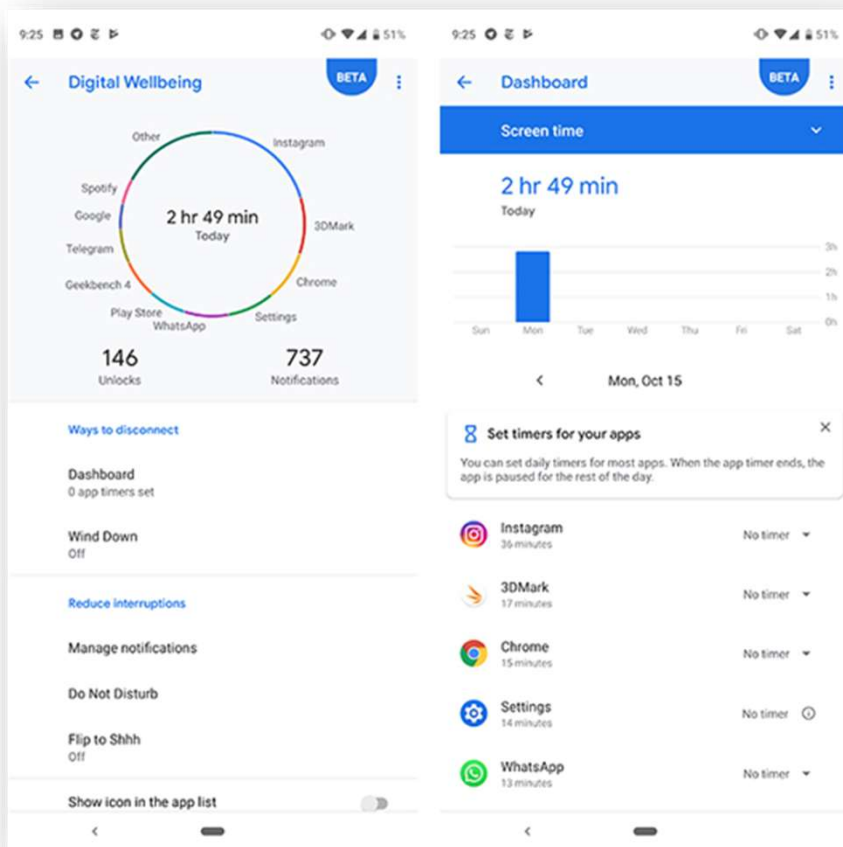 9:25
51%
Digital Wellbeing
BETA
Other
Instagram
Spotify
Google
3DMark
2 hr 49 min
Today
Telegram
Geekbench 4
Chrome
Play Store
WhatsApp
Settings
146
Unlocks
737
Notifications
Ways to disconnect
Dashboard
0 app timers set
Wind Down
Off
Reduce interruptions
Manage notifications
Do Not Disturb
Flip to Shhh
Off
Show icon in the app list
9:25
51%
Dashboard
BETA
Screen time
2 hr 49 min
Today
3h
2h
1h
0h
Sun Mon Tue Wed Thu Fri Sat
Mon, Oct 15
Set timers for your apps
You can set daily timers for most apps. When the app timer ends, the
app is paused for the rest of the day.
Instagram
36 minutes
No timer
3DMark
17 minutes
No timer
Chrome
15 minutes
No timer
Settings
14 minutes
No timer
WhatsApp
13 minutes
No timer